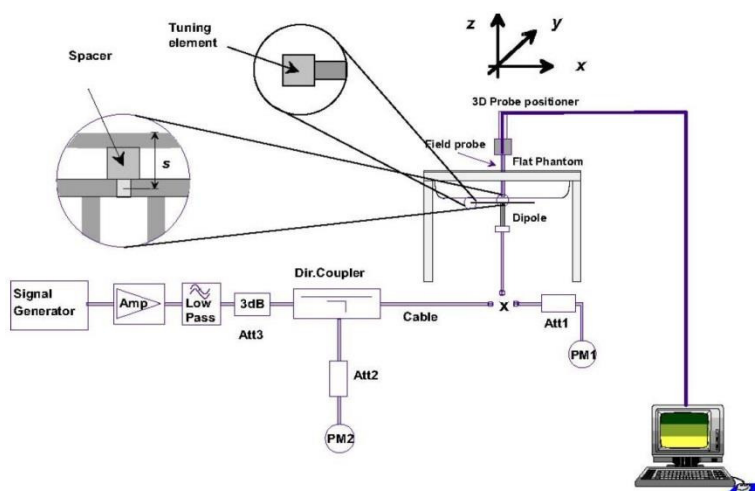 Tuning
element
Spacer
s
z
y
x
3D Probe positioner
Field probe
Flat Phantom
Dipole
Signal
Generator
Amp
Low
Pass
3dB
Att3
Dir.Coupler
Cable
x
Att1
PM1
Att2
PM2